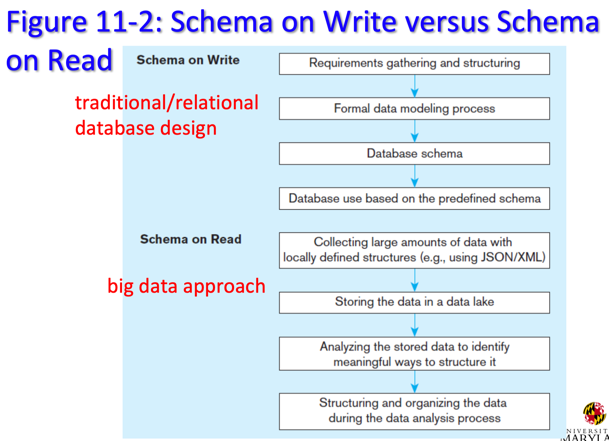 Figure 11-2: Schema on Write versus Schema
on Read
Schema on Write
traditional/relational
database design
Requirements gathering and structuring
Formal data modeling process
Database schema
Database use based on the predefined schema
Schema on Read
big data approach
Collecting large amounts of data with
locally defined structures (e.g., using JSON/XML)
Storing the data in a data lake
Analyzing the stored data to identify
meaningful ways to structure it
Structuring and organizing the data
during the data analysis process
NIVERSIT
MARYLA